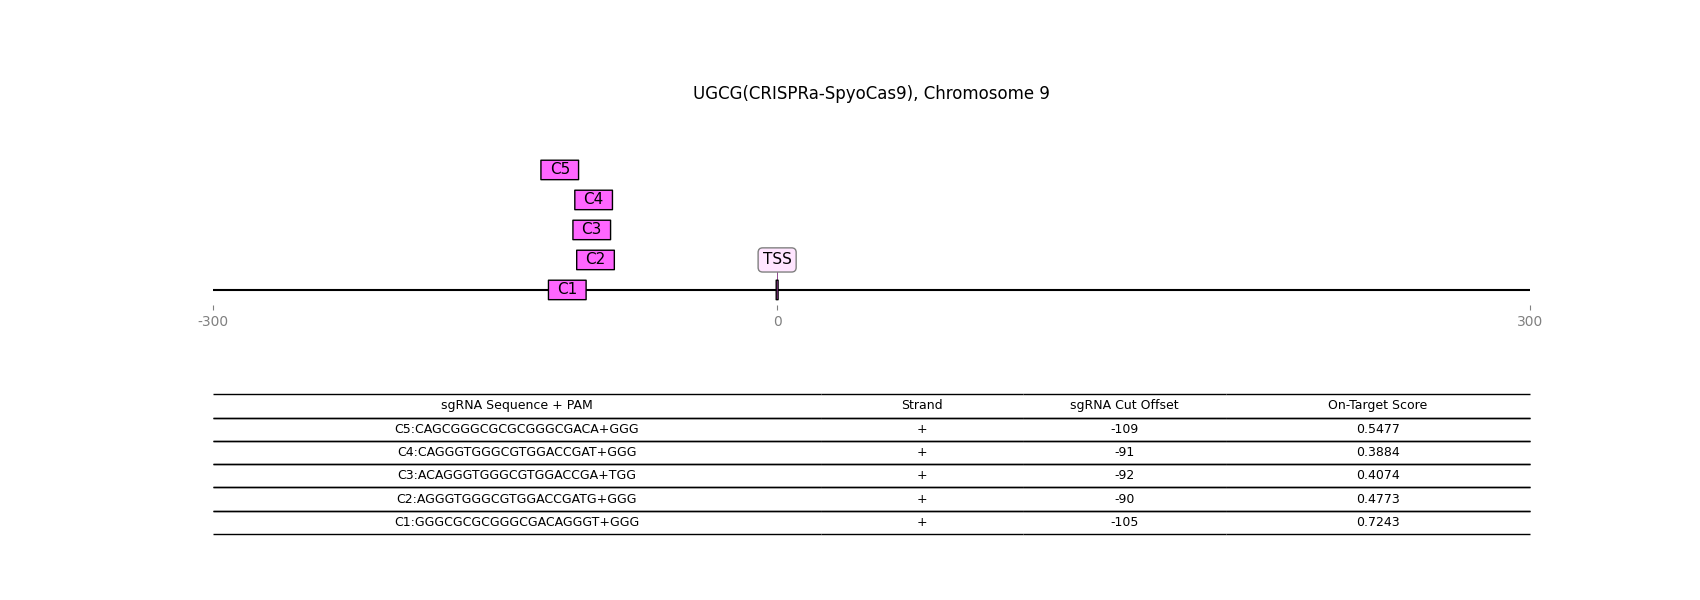 UGCG(CRISPRa-SpyoCas9), Chromosome 9
C5
C4
C3
C2
TSS
C1
-300 0 300
sgRNA Sequence + PAM Strand sgRNA Cut Offset On-Target Score
C5:CAGCGGGCGCGCGGGCGACA+GGG + -109 0.5477
C4:CAGGGTGGGCGTGGACCGAT+GGG + -91 0.3884
C3:ACAGGGTGGGCGTGGACCGA+TGG + -92 0.4074
C2:AGGGTGGGCGTGGACCGATG+GGG + -90 0.4773
C1:GGGCGCGCGGGCGACAGGGT+GGG + -105 0.7243